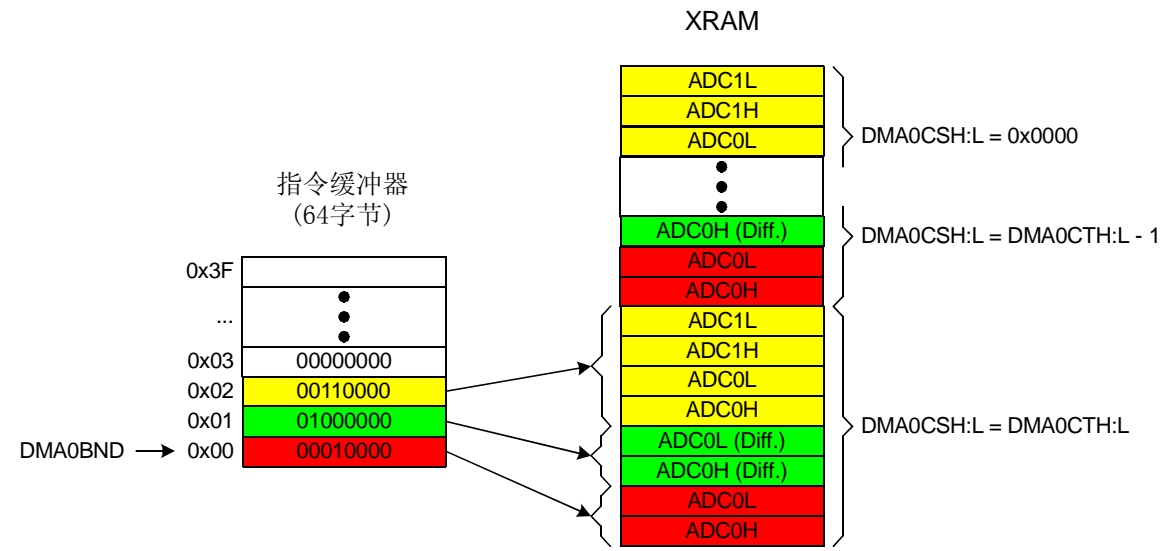 XRAM
ADC1L
ADC1H
ADC0L
DMA0CSH:L = 0x0000
ADC0H (Diff.)
DMA0CSH:L = DMA0CTH:L - 1
ADC0L
ADC0H
指令缓冲器
(64字节)
0x3F
...
0x03
00000000
0x02
00110000
0x01
01000000
DMA0BND
0x00
00010000
ADC1L
ADC1H
ADC0L
ADC0H
ADC0L (Diff.)
ADC0H (Diff.)
ADC0L
ADC0H
DMA0CSH:L = DMA0CTH:L